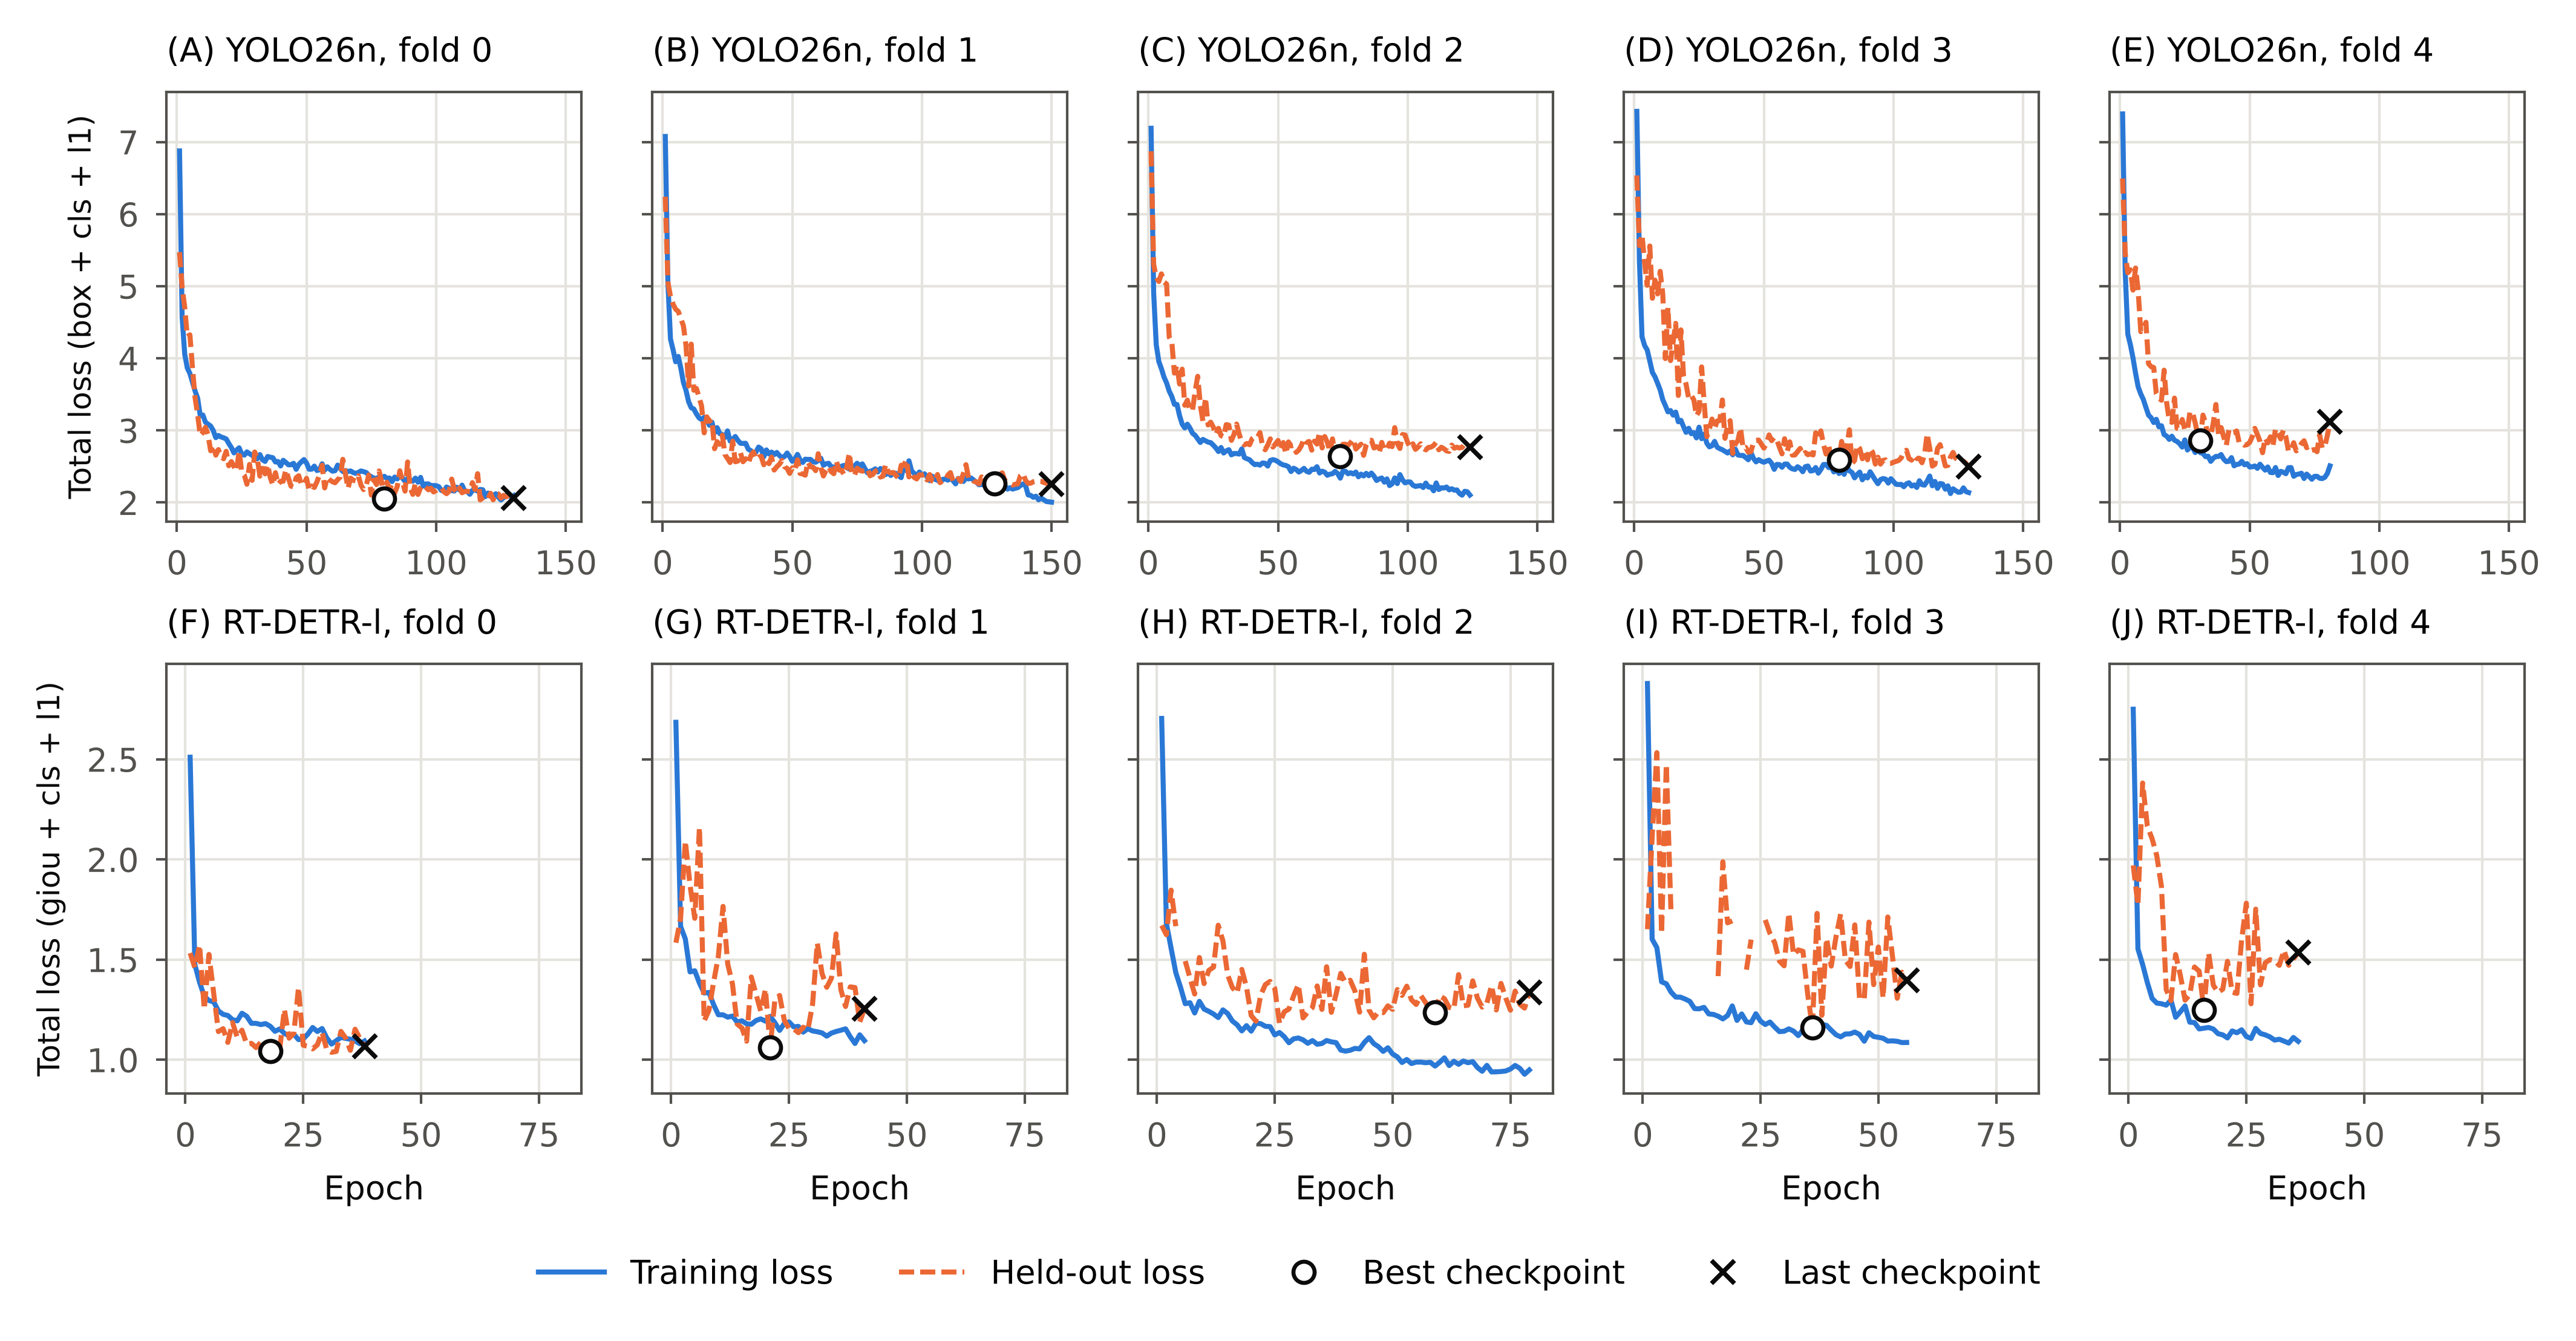 (A) YOLO26n, fold 0
(B) YOLO26n, fold 1
(C) YOLO26n, fold 2
(D) YOLO26n, fold 3
(E) YOLO26n, fold 4
Total loss (box + cls + l1)
7
6
5
4
3
2
0 50 100 150
0 50 100 150
0 50 100 150
0 50 100 150
0 50 100 150
(F) RT-DETR-l, fold 0
(G) RT-DETR-l, fold 1
(H) RT-DETR-l, fold 2
(I) RT-DETR-l, fold 3
(J) RT-DETR-l, fold 4
Total loss (giou + cls + l1)
2.5
2.0
1.5
1.0
0 25 50 75
0 25 50 75
0 25 50 75
0 25 50 75
0 25 50 75
Epoch
Epoch
Epoch
Epoch
Epoch
Training loss
Held-out loss
Best checkpoint
Last checkpoint